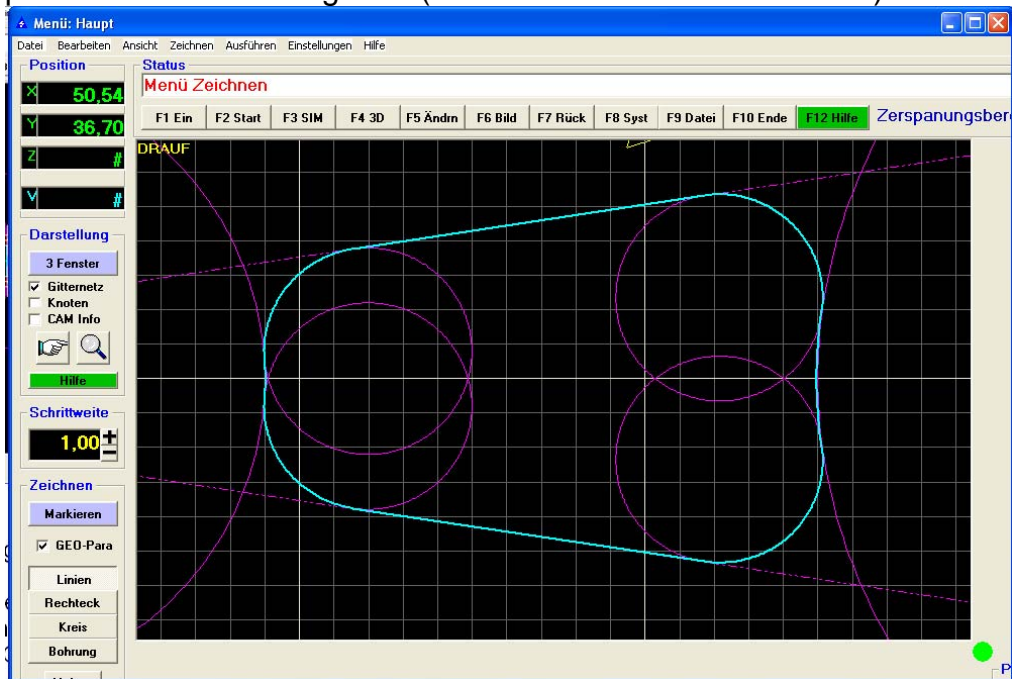 Menü: Haupt
Datei Bearbeiten Ansicht Zeichnen Ausführen Einstellungen Hilfe
Position
X 50,54
Y 36,70
Z #
V #
Status
Menü Zeichnen
F1 Ein F2 Start F3 SIM F4 3D F5 Ändrn F6 Bild F7 Rück F8 Syst F9 Datei F10 Ende F12 Hilfe Zerspanungsber
DRAUF
Darstellung
3 Fenster
Gitternetz
Knoten
CAM Info
Hilfe
Schrittweite
1,00
Zeichnen
Markieren
GEO-Para
Linien
Rechteck
Kreis
Bohrung